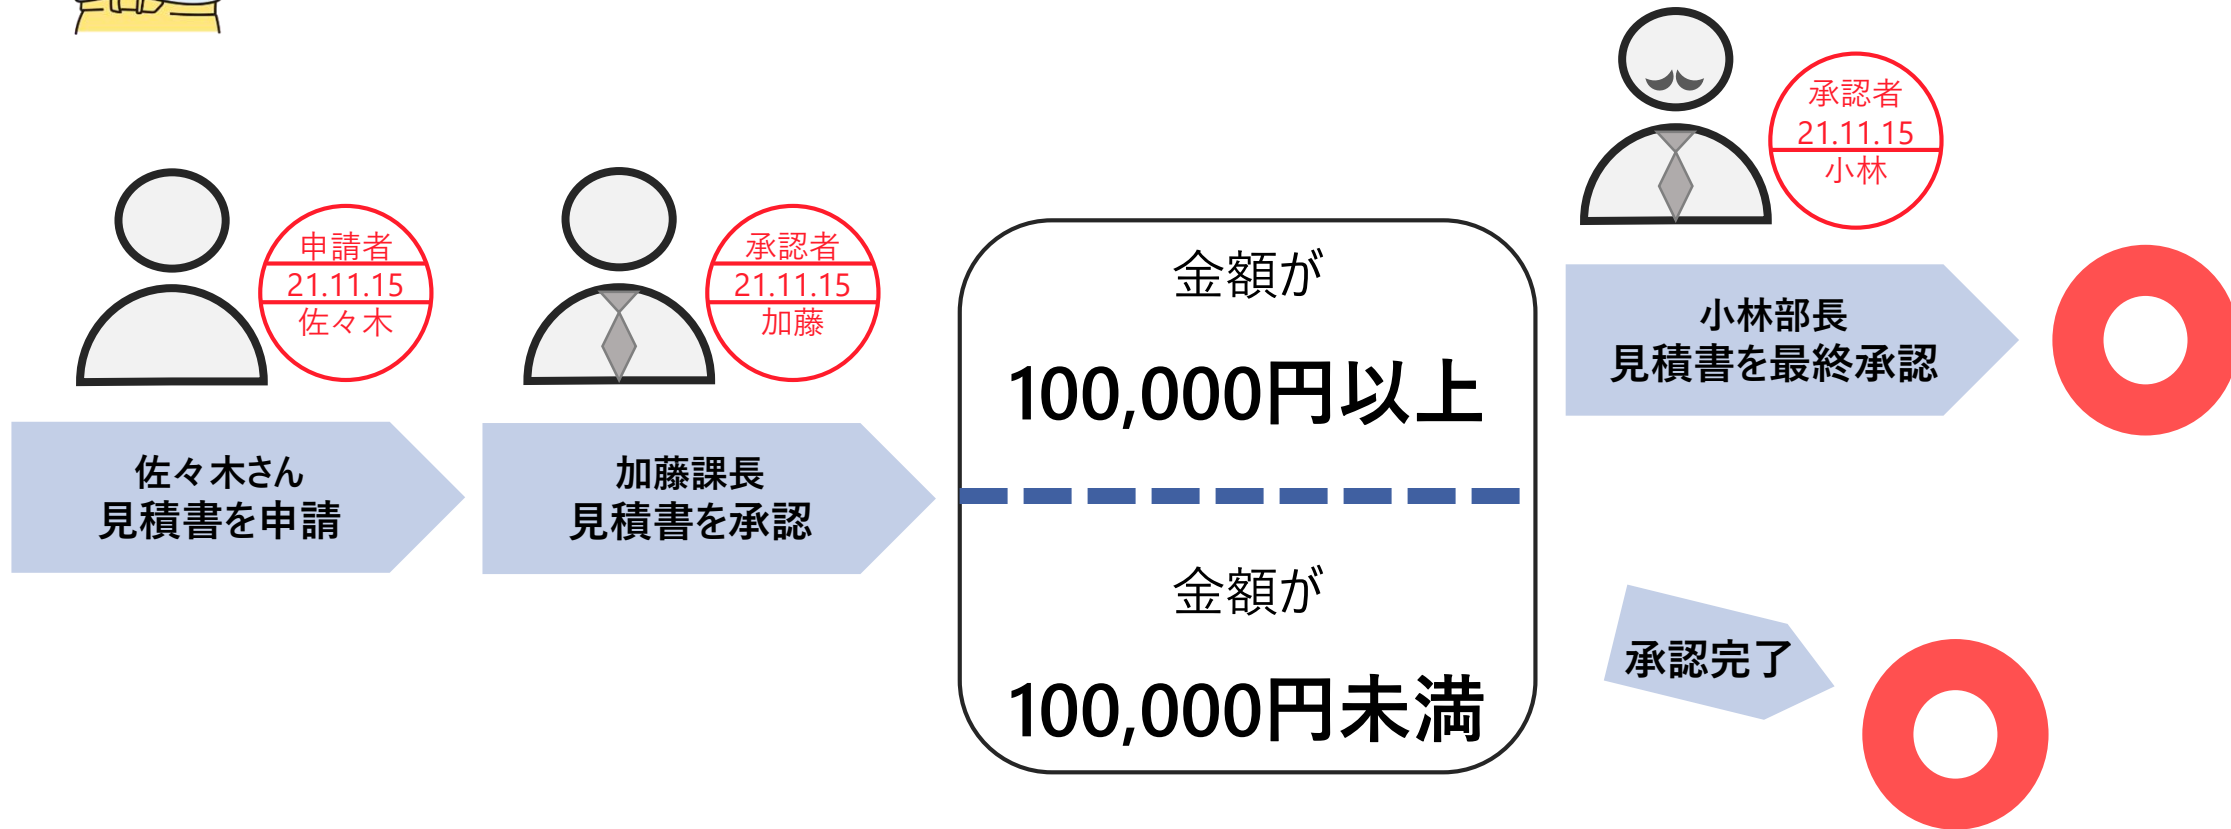 申請者
21.11.15
佐々木
佐々木さん
見積書を申請
承認者
21.11.15
加藤
加藤課長
見積書を承認
金額が
100,000円以上
金額が
100,000円未満
承認者
21.11.15
小林
小林部長
見積書を最終承認
承認完了